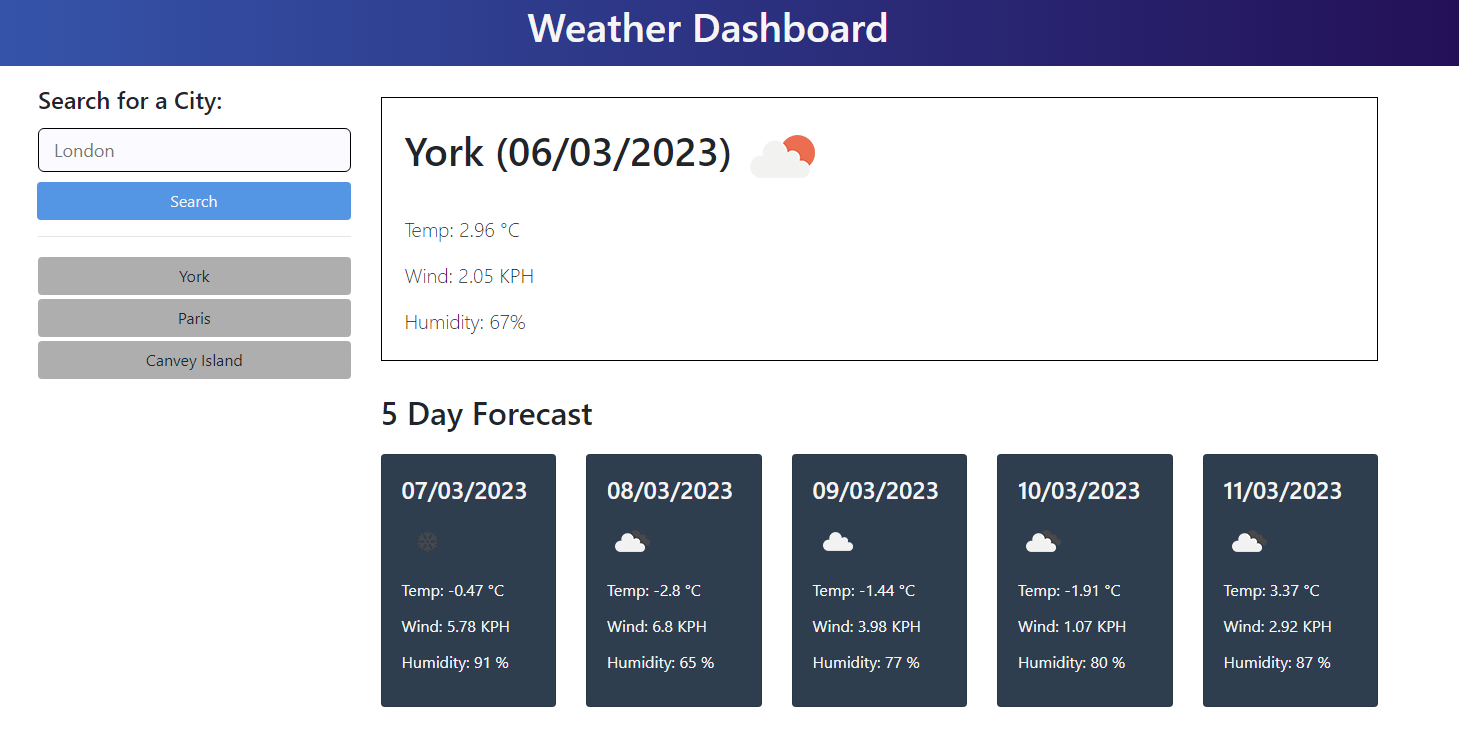 Weather Dashboard
Search for a City:
London
Search
York
Paris
Canvey Island
York (06/03/2023)
Temp: 2.96 °C
Wind: 2.05 KPH
Humidity: 67%
5 Day Forecast
07/03/2023
Temp: -0.47 °C
Wind: 5.78 KPH
Humidity: 91 %
08/03/2023
Temp: -2.8 °C
Wind: 6.8 KPH
Humidity: 65 %
09/03/2023
Temp: -1.44 °C
Wind: 3.98 KPH
Humidity: 77 %
10/03/2023
Temp: -1.91 °C
Wind: 1.07 KPH
Humidity: 80 %
11/03/2023
Temp: 3.37 °C
Wind: 2.92 KPH
Humidity: 87 %